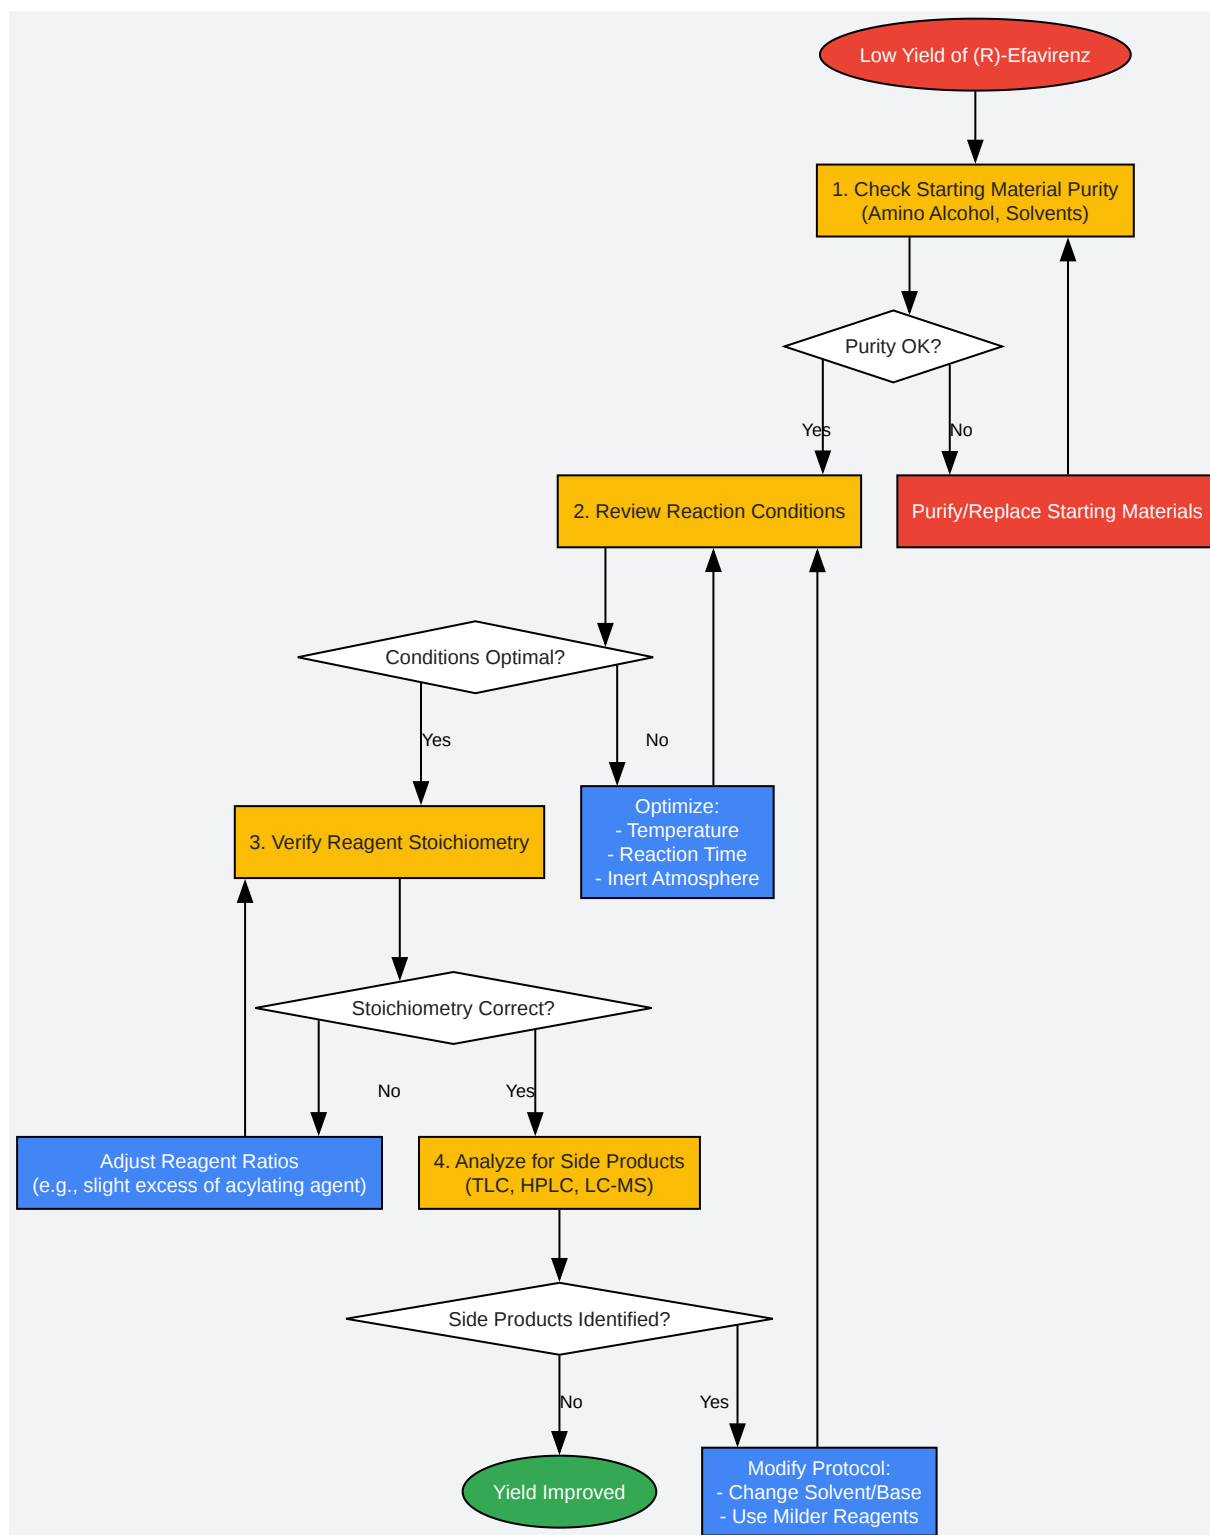 Low Yield of (R)-Efavirenz
1. Check Starting Material Purity
(Amino Alcohol, Solvents)
Purity OK?
Yes
No
2. Review Reaction Conditions
Purify/Replace Starting Materials
Conditions Optimal?
Yes
No
3. Verify Reagent Stoichiometry
Optimize:
- Temperature
- Reaction Time
- Inert Atmosphere
Stoichiometry Correct?
No
Yes
Adjust Reagent Ratios
(e.g., slight excess of acylating agent)
4. Analyze for Side Products
(TLC, HPLC, LC-MS)
Side Products Identified?
No
Yes
Yield Improved
Modify Protocol:
- Change Solvent/Base
- Use Milder Reagents